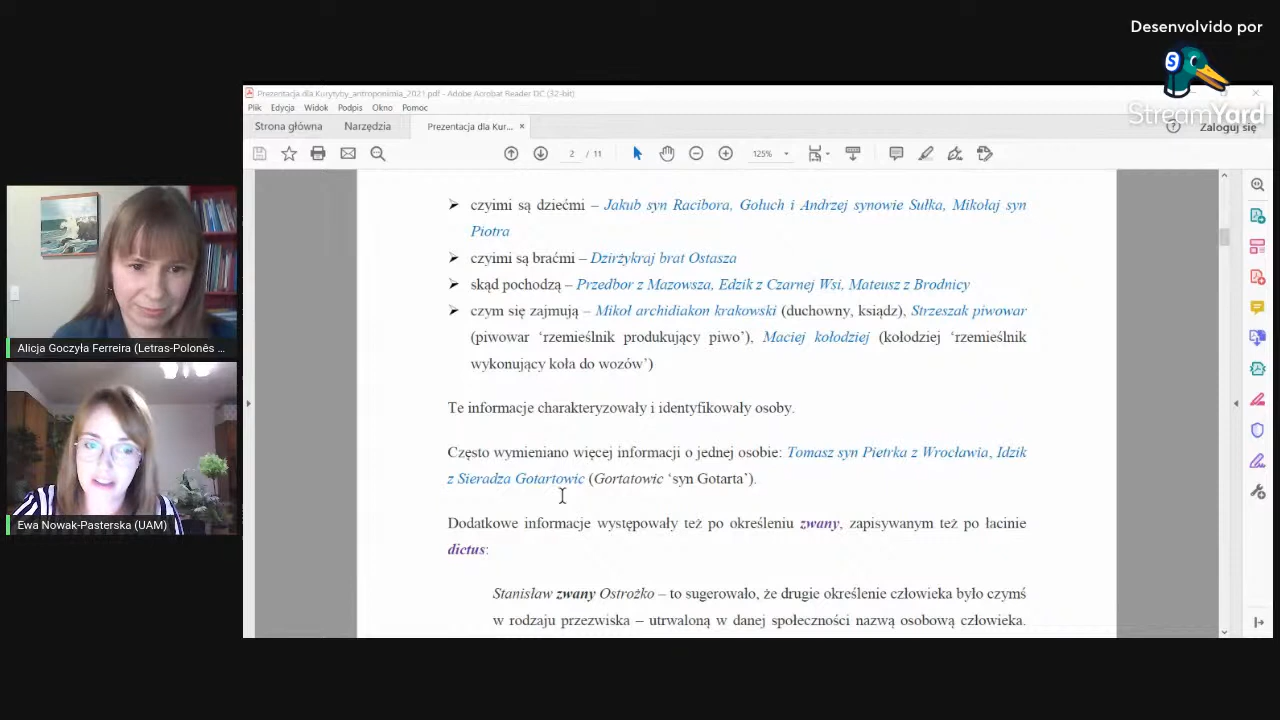 Desenvolvido por
StreamYard
Prezentacja dla Kurytyby_antroponimia_2021.pdf - Adobe Acrobat Reader DC (32-bit)
Plik Edycja Widok Podpis Okno Pomoc
Strona główna Narzędzia Prezentacja dla Kur... × Zaloguj się
2 / 11 125%
czyimi są dziećmi – Jakub syn Racibora, Gołuch i Andrzej synowie Sułka, Mikołaj syn
Piotra
czyimi są braćmi – Dzirżykraj brat Ostasza
skąd pochodzą – Przedbor z Mazowsza, Edzik z Czarnej Wsi, Mateusz z Brodnicy
czym się zajmują – Mikoł archidiakon krakowski (duchowny, ksiądz), Strzeszak piwowar
(piwowar ‘rzemieślnik produkujący piwo’), Maciej kołodziej (kołodziej ‘rzemieślnik
wykonujący koła do wozów’)
Te informacje charakteryzowały i identyfikowały osoby.
Często wymieniano więcej informacji o jednej osobie: Tomasz syn Pietrka z Wrocławia, Idzik
z Sieradza Gotartowic (Gortatowic ‘syn Gotarta’).
Dodatkowe informacje występowały też po określeniu zwany, zapisywanym też po łacinie
dictus:
Stanisław zwany Ostrożko – to sugerowało, że drugie określenie człowieka było czymś
w rodzaju przezwiska – utrwaloną w danej społeczności nazwą osobową człowieka.
Alicja Goczyła Ferreira (Letras-Polonês ...
Ewa Nowak-Pasterska (UAM)